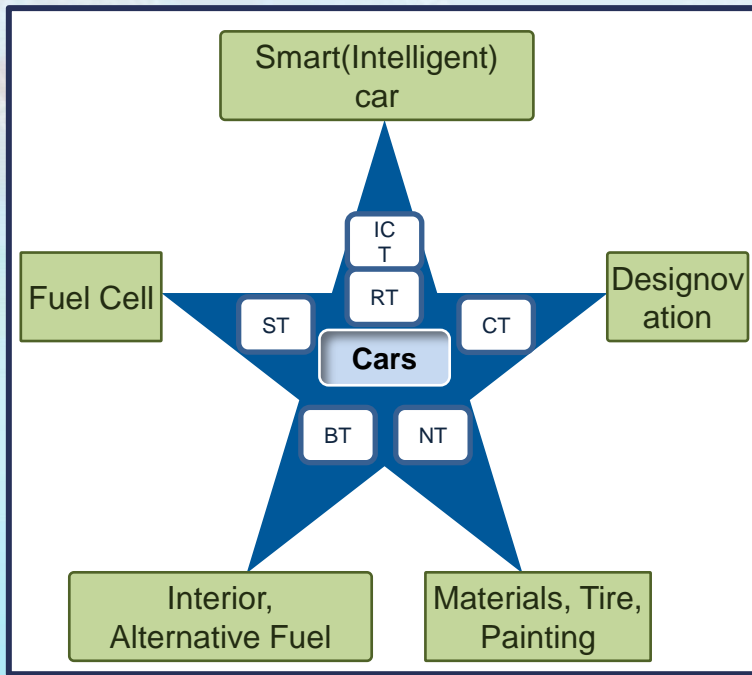 Smart(Intelligent)
car
IC
T
Fuel Cell
Designov
ation
RT
ST
CT
Cars
BT
NT
Interior,
Alternative Fuel
Materials, Tire,
Painting